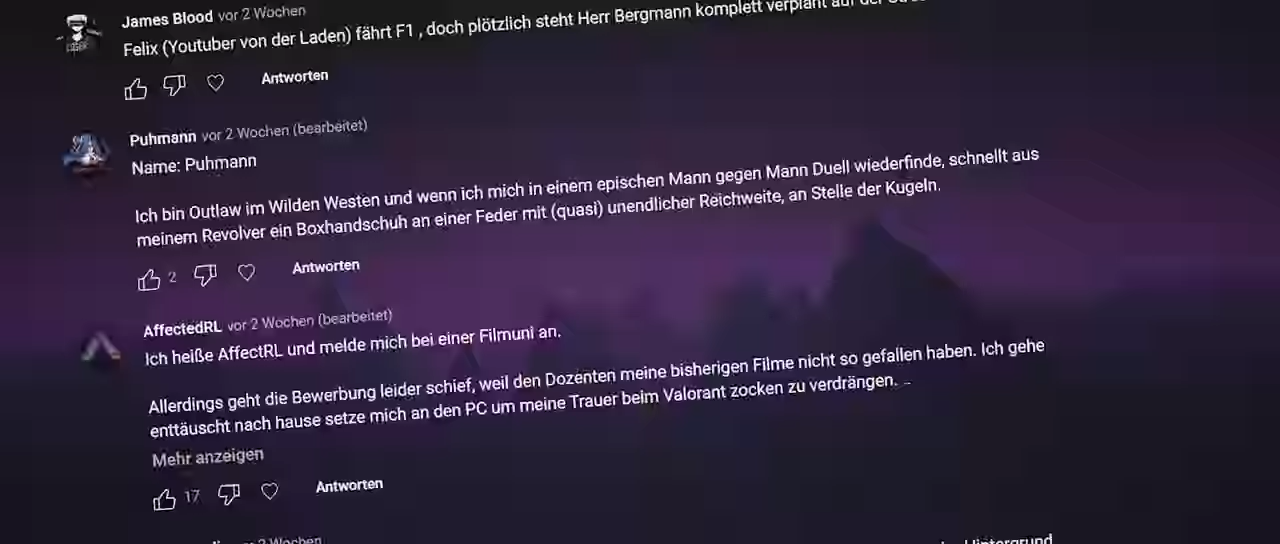 James Blood vor 2 Wochen
Felix (Youtuber von der Laden) fährt F1 , doch plötzlich steht Herr Bergmann komplett verplant auf der
Antworten
Puhmann vor 2 Wochen (bearbeitet)
Name: Puhmann
Ich bin Outlaw im Wilden Westen und wenn ich mich in einem epischen Mann gegen Mann Duell wiederfinde, schnellt aus
meinem Revolver ein Boxhandschuh an einer Feder mit (quasi) unendlicher Reichweite, an Stelle der Kugeln.
2 Antworten
AffectedRL vor 2 Wochen (bearbeitet)
Ich heiße AffectRL und melde mich bei einer Filmuni an.
Allerdings geht die Bewerbung leider schief, weil den Dozenten meine bisherigen Filme nicht so gefallen haben. Ich gehe
enttäuscht nach hause setze mich an den PC um meine Trauer beim Valorant zocken zu verdrängen. ..
Mehr anzeigen
17 Antworten
2 Wochen
Hintergrund